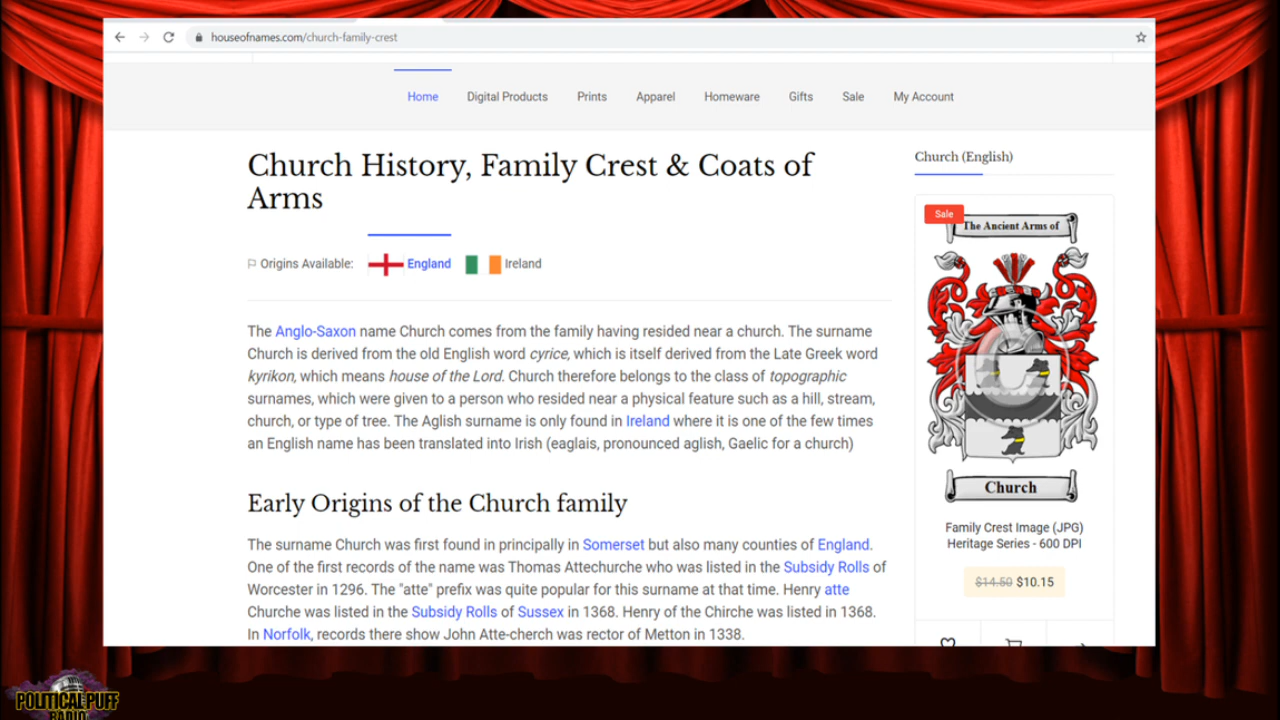 houseofnames.com/church-family-crest
Home Digital Products Prints Apparel Homeware Gifts Sale My Account
Church History, Family Crest & Coats of
Arms
Origins Available: England Ireland
The Anglo-Saxon name Church comes from the family having resided near a church. The surname
Church is derived from the old English word cyrice, which is itself derived from the Late Greek word
kyrikon, which means house of the Lord. Church therefore belongs to the class of topographic
surnames, which were given to a person who resided near a physical feature such as a hill, stream,
church, or type of tree. The Aglish surname is only found in Ireland where it is one of the few times
an English name has been translated into Irish (eaglais, pronounced aglish, Gaelic for a church)
Early Origins of the Church family
The surname Church was first found in principally in Somerset but also many counties of England.
One of the first records of the name was Thomas Attechurche who was listed in the Subsidy Rolls of
Worcester in 1296. The "atte" prefix was quite popular for this surname at that time. Henry atte
Churche was listed in the Subsidy Rolls of Sussex in 1368. Henry of the Chirche was listed in 1368.
In Norfolk, records there show John Atte-cherch was rector of Metton in 1338.
Church (English)
Sale
The Ancient Arms of
C
Church
Family Crest Image (JPG)
Heritage Series - 600 DPI
$14.50 $10.15
POLITICAL PUFF
RADIO